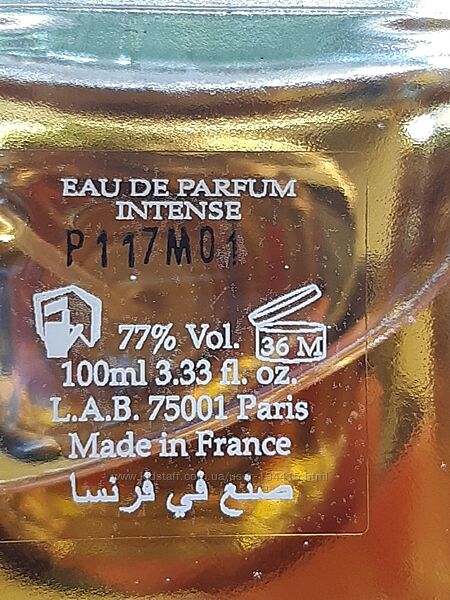 EAU DE PARFUM
INTENSE
P117M01
77% Vol.
36 M
100ml 3.33 fl. oz.
L.A.B. 75001 Paris
Made in France
صنع في فرنسا